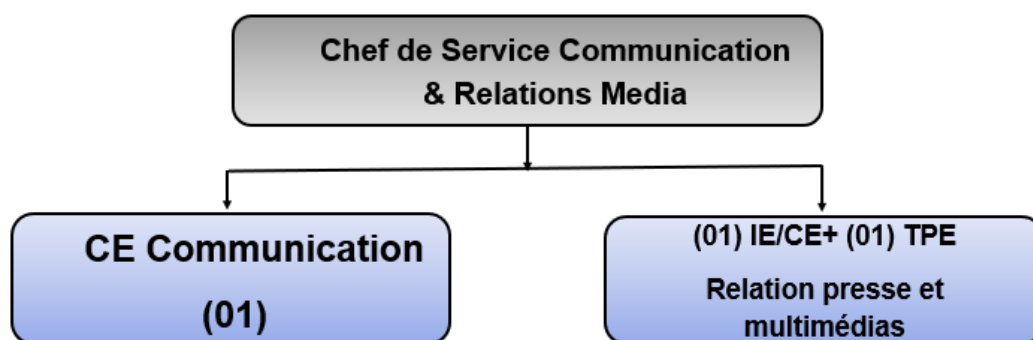 Chef de Service Communication
& Relations Media
CE Communication
(01)
(01) IE/CE+ (01) TPE
Relation presse et
multimédias